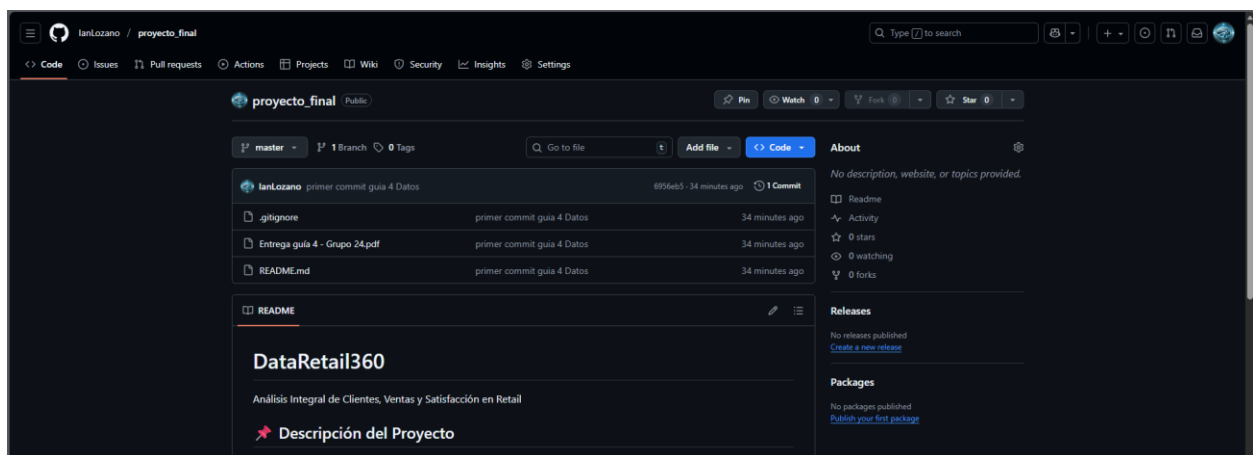 IanLozano / proyecto_final
Type / to search
Code Issues Pull requests Actions Projects Wiki Security Insights Settings
proyecto_final Public
Pin Watch 0 Fork 0 Star 0
master 1 Branch 0 Tags
Go to file t Add file Code
IanLozano primer commit guia 4 Datos 6956eb5 · 34 minutes ago 1 Commit
.gitignore primer commit guia 4 Datos 34 minutes ago
Entrega guía 4 - Grupo 24.pdf primer commit guia 4 Datos 34 minutes ago
README.md primer commit guia 4 Datos 34 minutes ago
README
DataRetail360
Análisis Integral de Clientes, Ventas y Satisfacción en Retail
Descripción del Proyecto
About
No description, website, or topics provided.
Readme
Activity
0 stars
0 watching
0 forks
Releases
No releases published
Create a new release
Packages
No packages published
Publish your first package